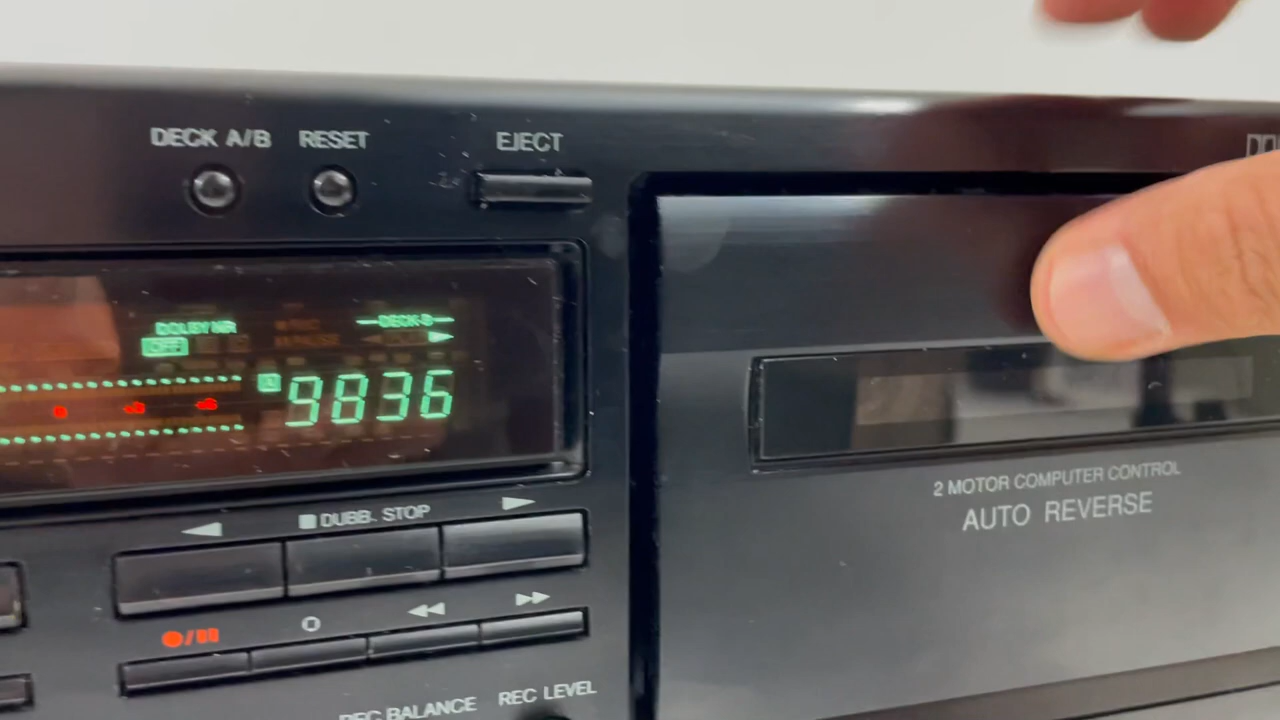 DECK A/B RESET EJECT
DOLBY NR
OFF
DECK-B
9836
DUBB. STOP
REC BALANCE REC LEVEL
2 MOTOR COMPUTER CONTROL
AUTO REVERSE